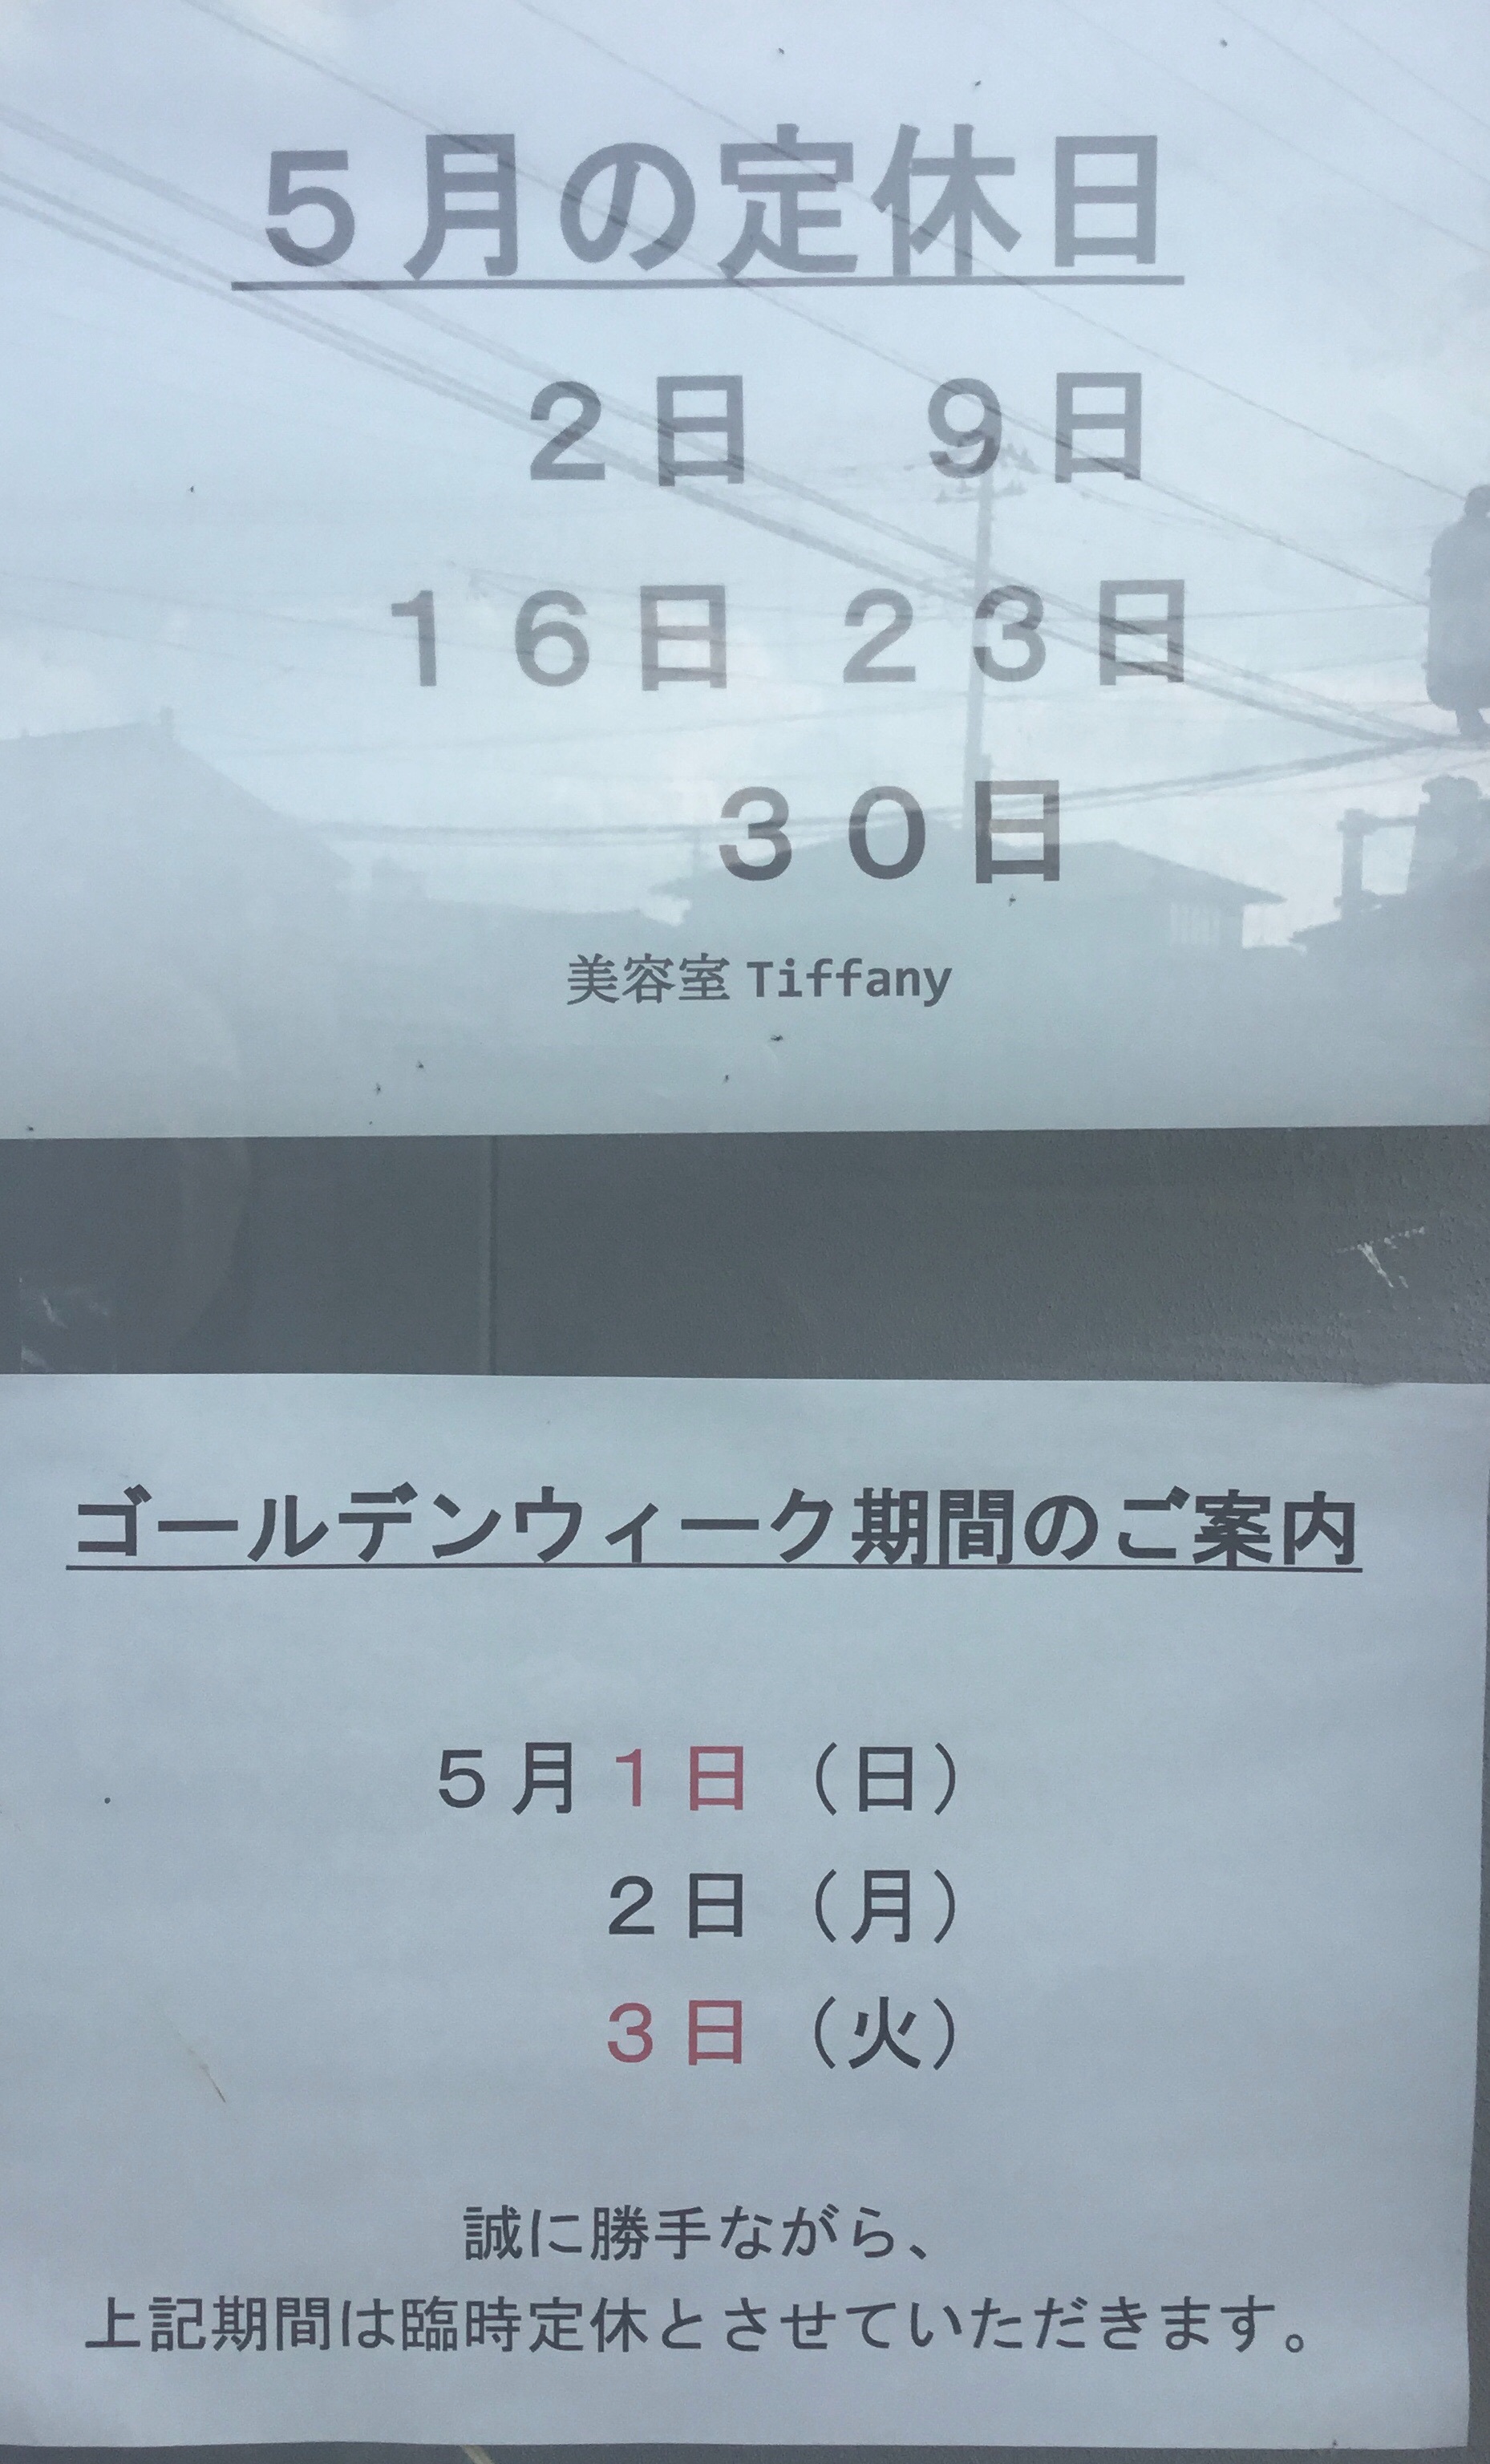 ５月の定休日
２日　９日
１６日　２３日
３０日
美容室 Tiffany
ゴールデンウィーク期間のご案内
５月１日（日）
２日（月）
３日（火）
誠に勝手ながら、
上記期間は臨時定休とさせていただきます。